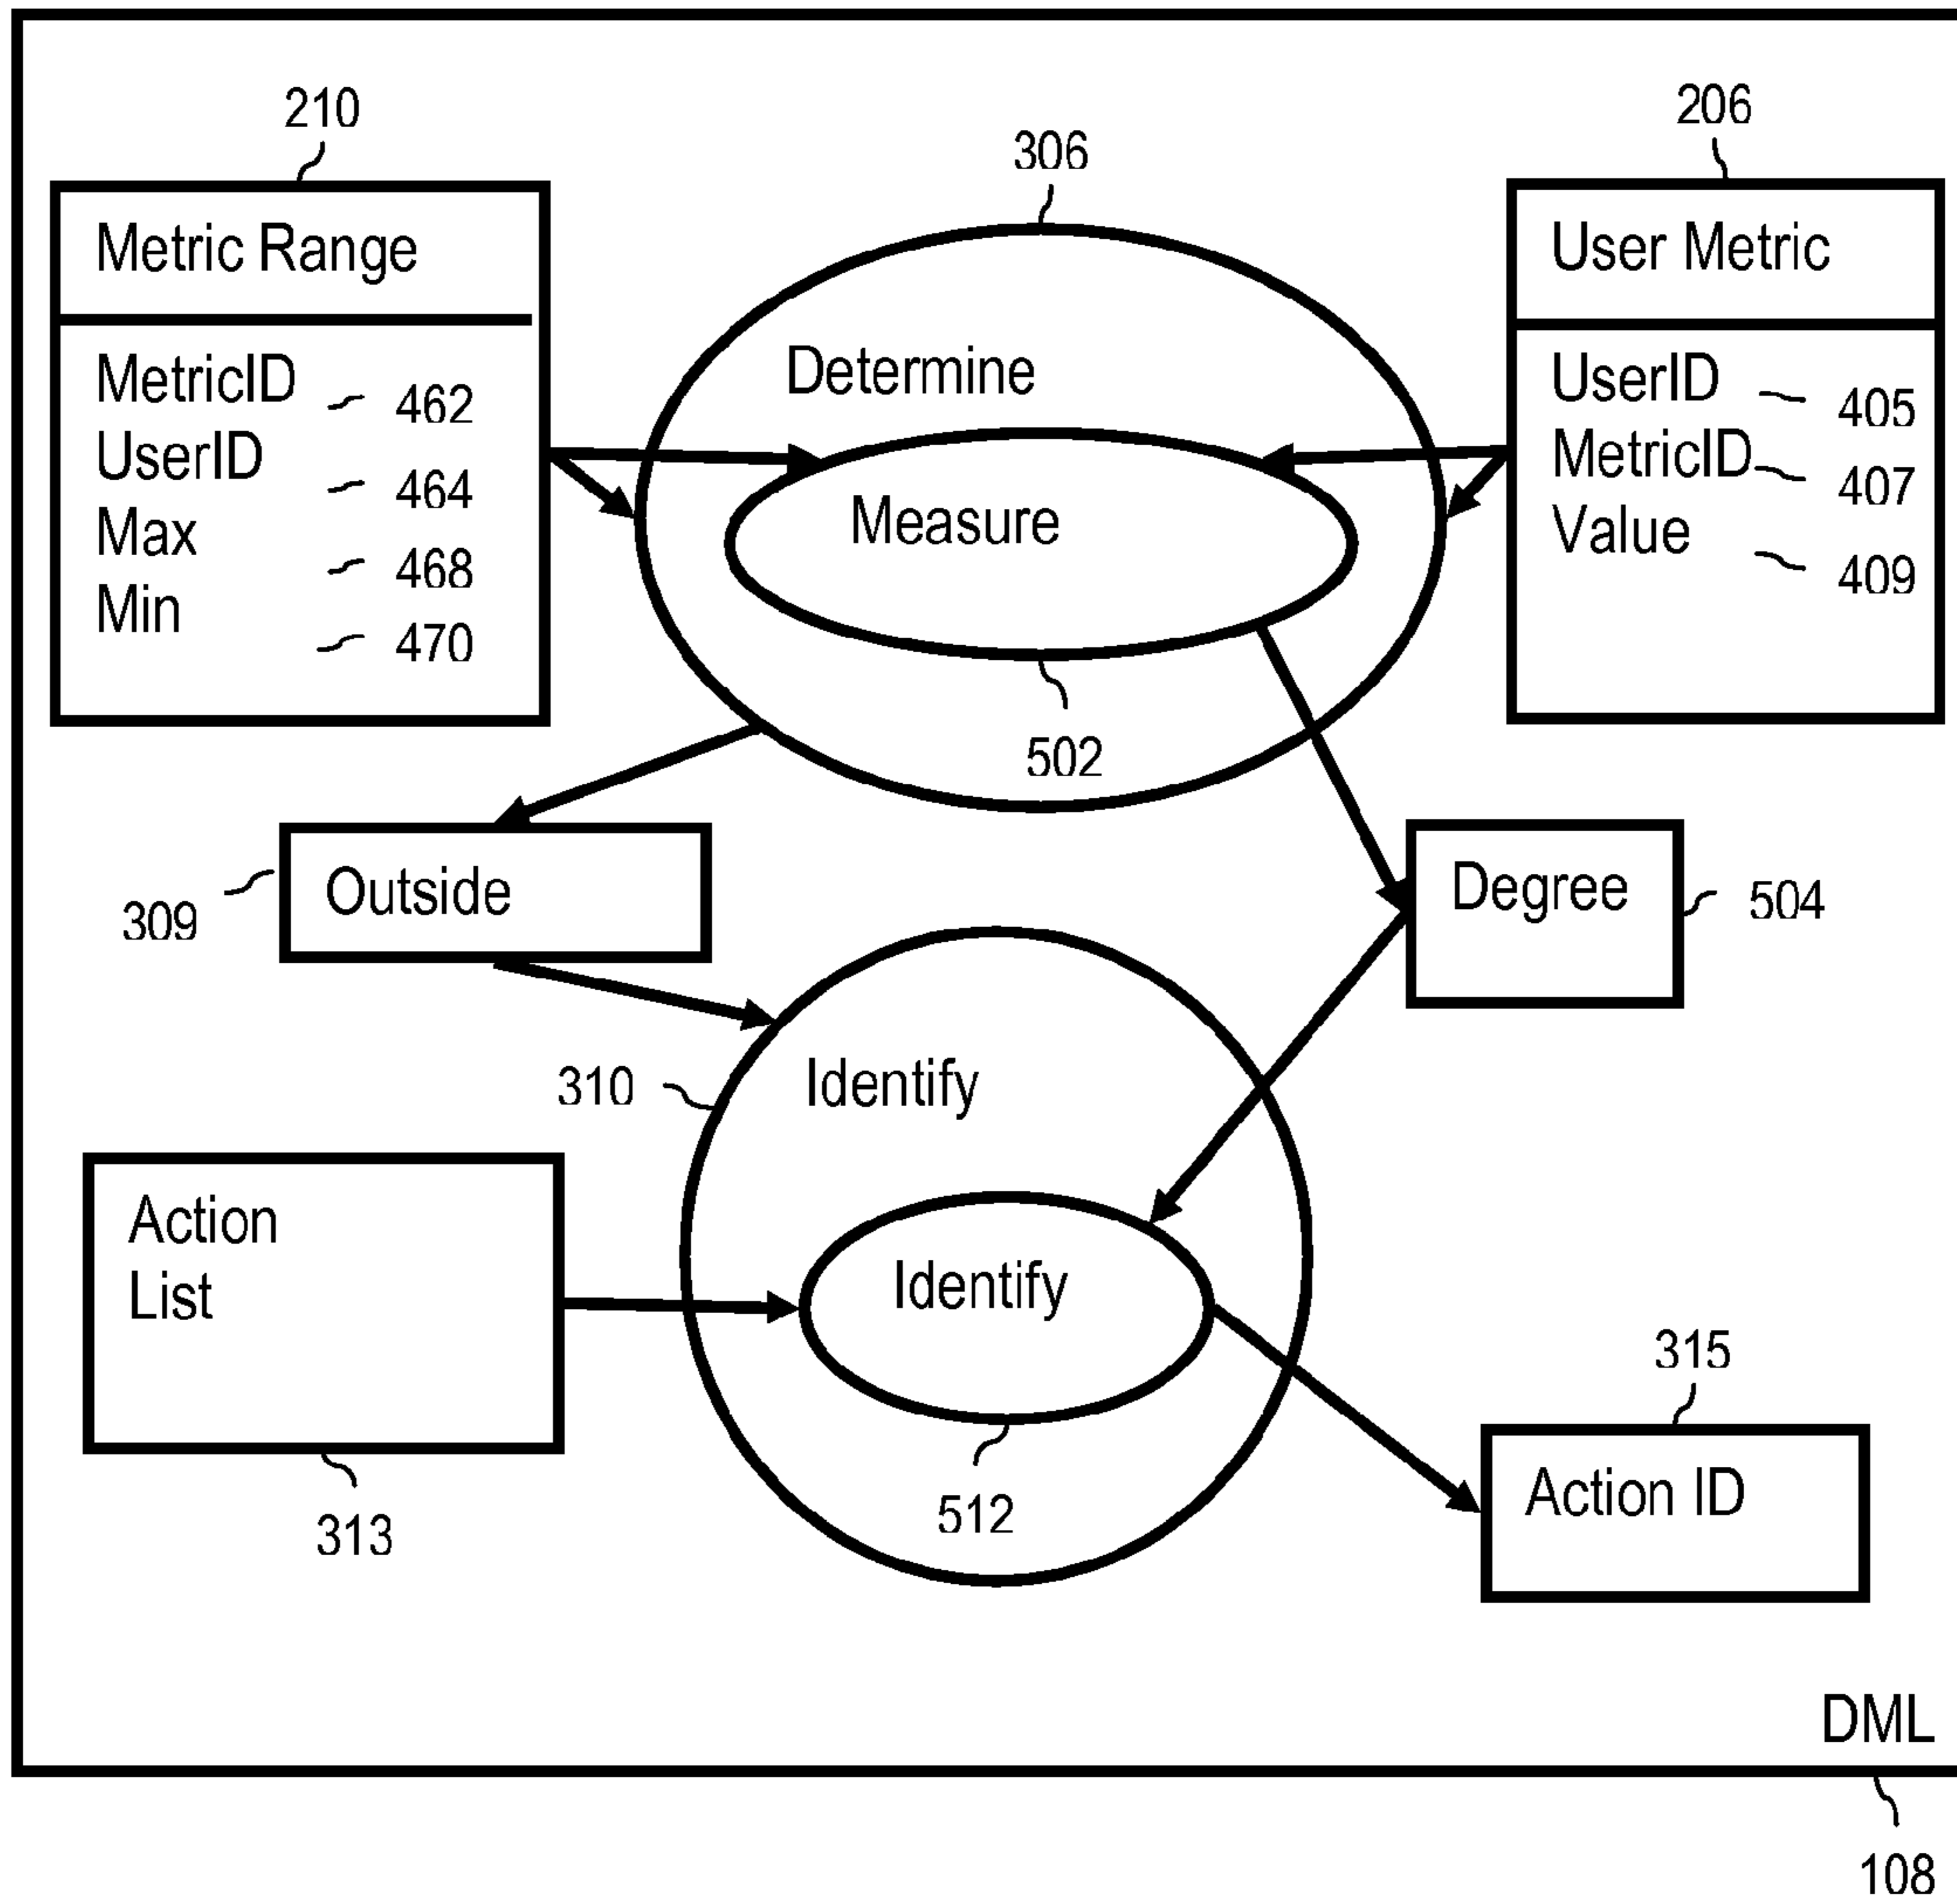 210
206
306
Metric Range
User Metric
MetricID
462
UserID
464
Max
468
Min
470
Determine
Measure
502
UserID
405
MetricID
407
Value
409
Outside
309
Degree
504
310
Identify
Action
List
313
Identify
512
315
Action ID
DML
108